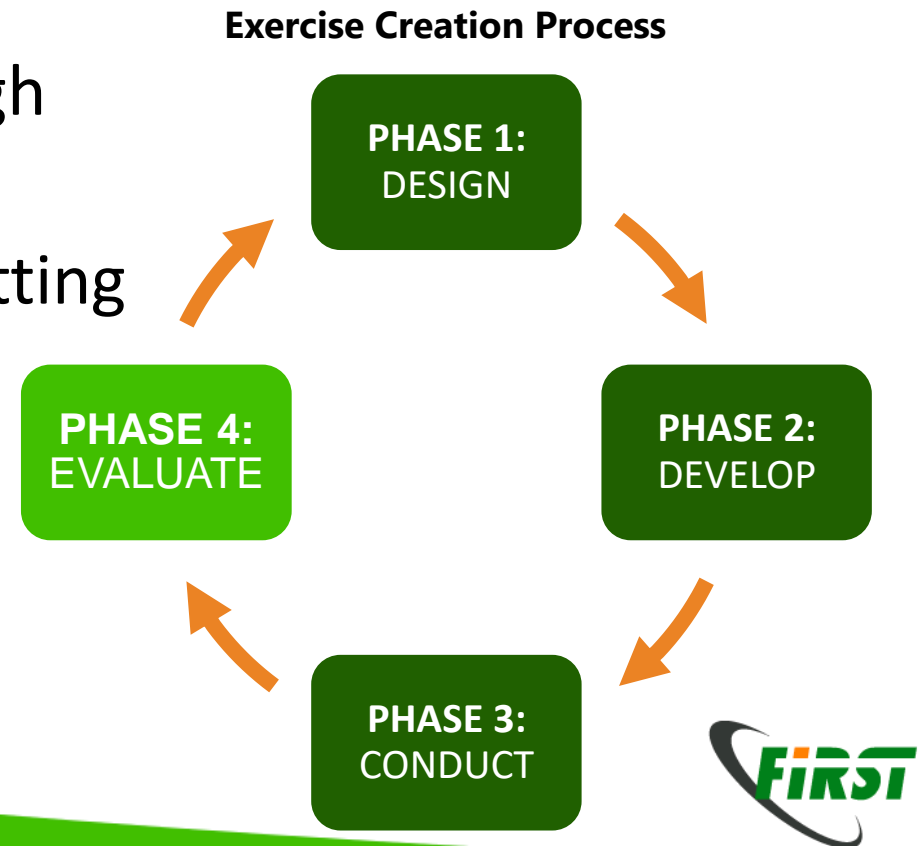 Exercise Creation Process
gh
tting
PHASE 1:
DESIGN
PHASE 4:
EVALUATE
PHASE 2:
DEVELOP
PHASE 3:
CONDUCT
FiRST